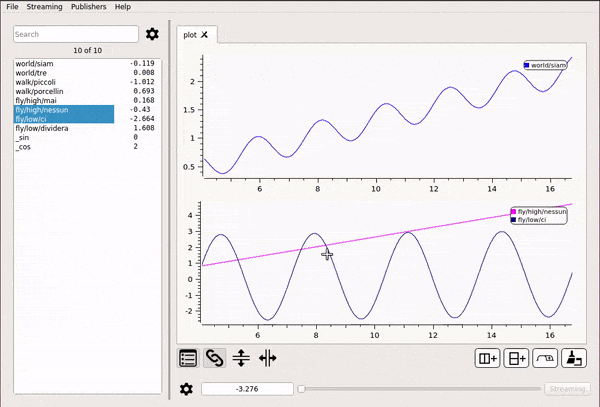 File Streaming Publishers Help
Search
10 of 10
world/siam -0.119
world/tre 0.008
walk/piccoli -1.012
walk/porcellin 0.693
fly/high/mai 0.168
fly/high/nessun -0.43
fly/low/ci -2.664
fly/low/dividera 1.608
_sin 0
_cos 2
plot
world/siam
2
1.5
1
0.5
6 8 10 12 14 16
fly/high/nessun
fly/low/ci
4
3
2
1
0
-1
-2
6 8 10 12 14 16
-3.276
Streaming